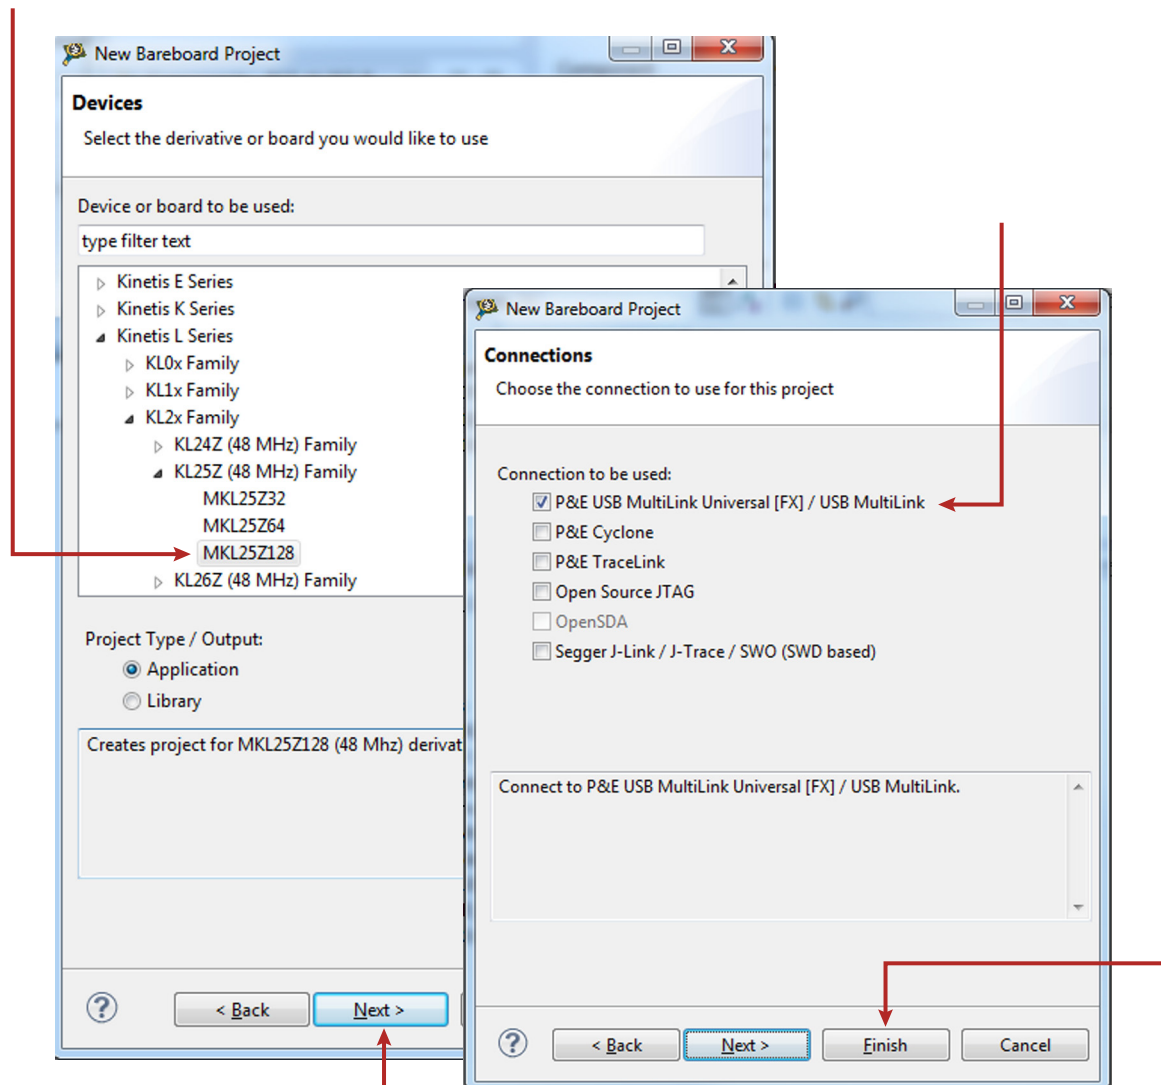 New Bareboard Project
Devices
Select the derivative or board you would like to use
Device or board to be used:
type filter text
Kinetis E Series
Kinetis K Series
Kinetis L Series
KL0x Family
KL1x Family
KL2x Family
KL24Z (48 MHz) Family
KL25Z (48 MHz) Family
MKL25Z32
MKL25Z64
MKL25Z128
KL26Z (48 MHz) Family
Project Type / Output:
Application
Library
Creates project for MKL25Z128 (48 Mhz) derivat
< Back
Next >
New Bareboard Project
Connections
Choose the connection to use for this project
Connection to be used:
P&E USB MultiLink Universal [FX] / USB MultiLink
P&E Cyclone
P&E TraceLink
Open Source JTAG
OpenSDA
Segger J-Link / J-Trace / SWO (SWD based)
Connect to P&E USB MultiLink Universal [FX] / USB MultiLink.
< Back
Next >
Finish
Cancel